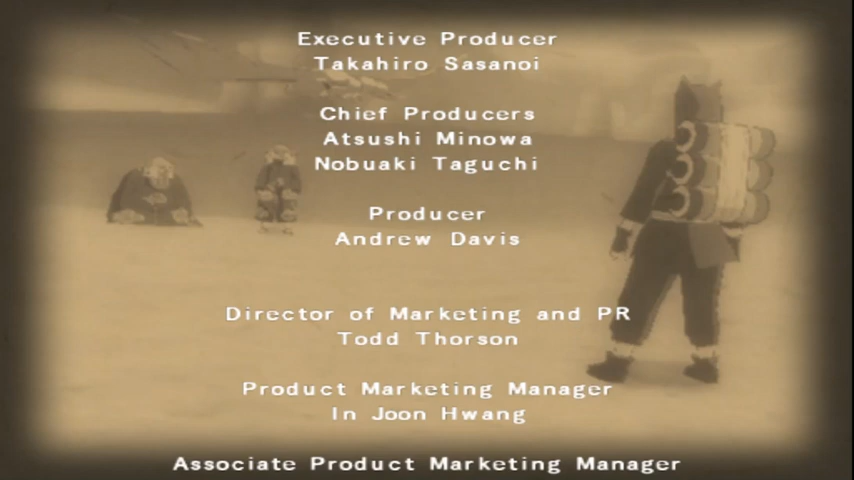 Executive Producer
Takahiro Sasanoi
Chief Producers
Atsushi Minowa
Nobuaki Taguchi
Producer
Andrew Davis
Director of Marketing and PR
Todd Thorson
Product Marketing Manager
In Joon Hwang
Associate Product Marketing Manager